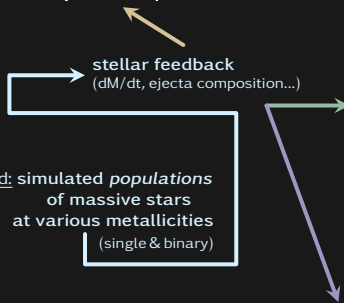 stellar feedback
(dM/dt, ejecta composition...)
simulated populations
of massive stars
at various metallicities
(single & binary)